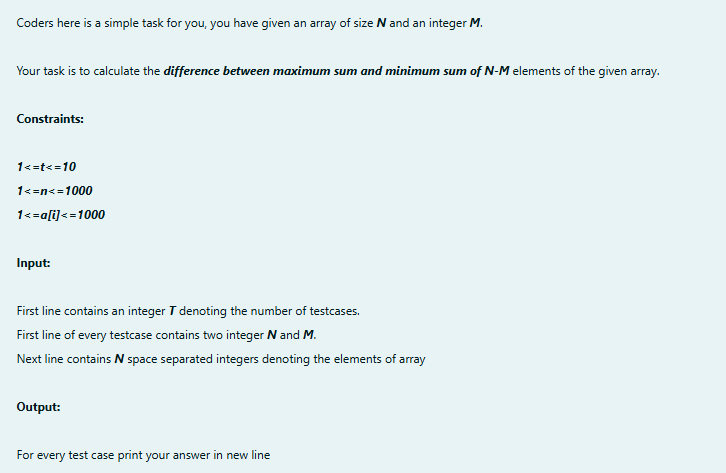 Coders here is a simple task for you, you have given an array of size N and an integer M.
Your task is to calculate the difference between maximum sum and minimum sum of N-M elements of the given array.
Constraints:
1<=t<=10
1<=n<=1000
1<=a[i]<=1000
Input:
First line contains an integer T denoting the number of testcases.
First line of every testcase contains two integer N and M.
Next line contains N space separated integers denoting the elements of array
Output:
For every test case print your answer in new line